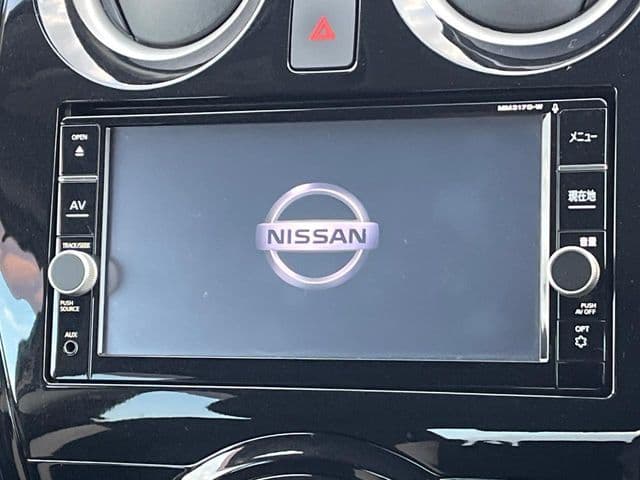 MM317D-W
OPEN
AV
TRACK/SEEK
PUSH
SOURCE
AUX
NISSAN
メニュー
現在地
音量
PUSH
AV OFF
OPT